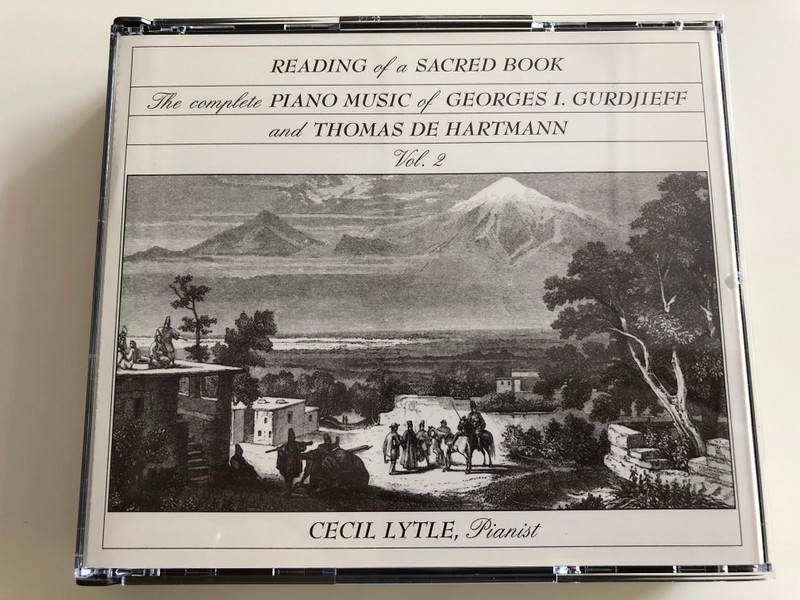 READING of a SACRED BOOK
The complete PIANO MUSIC of GEORGES I. GURDJIEFF
and THOMAS DE HARTMANN
Vol. 2
CECIL LYTLE, Pianist